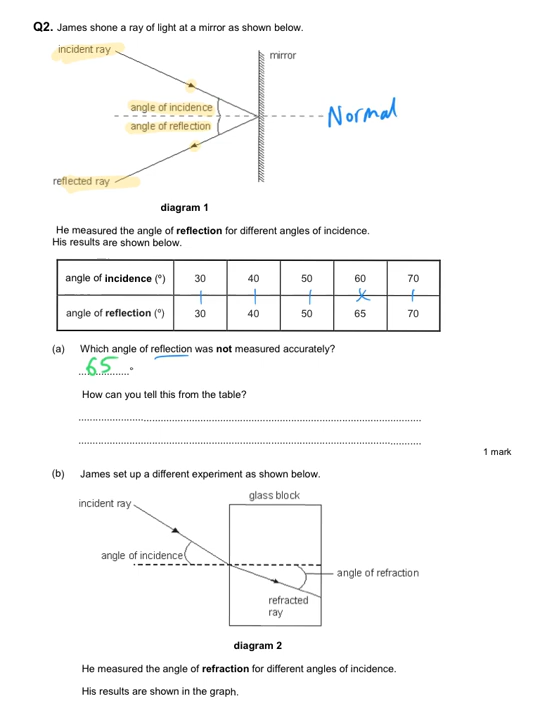 Q2. James shone a ray of light at a mirror as shown below.
incident ray
mirror
angle of incidence
Normal
angle of reflection
reflected ray
diagram 1
He measured the angle of reflection for different angles of incidence.
His results are shown below.
angle of incidence (°) 30 40 50 60 70
angle of reflection (°) 30 40 50 65 70
(a) Which angle of reflection was not measured accurately?
65 °
How can you tell this from the table?
1 mark
(b) James set up a different experiment as shown below.
glass block
incident ray
angle of incidence
angle of refraction
refracted
ray
diagram 2
He measured the angle of refraction for different angles of incidence.
His results are shown in the graph.